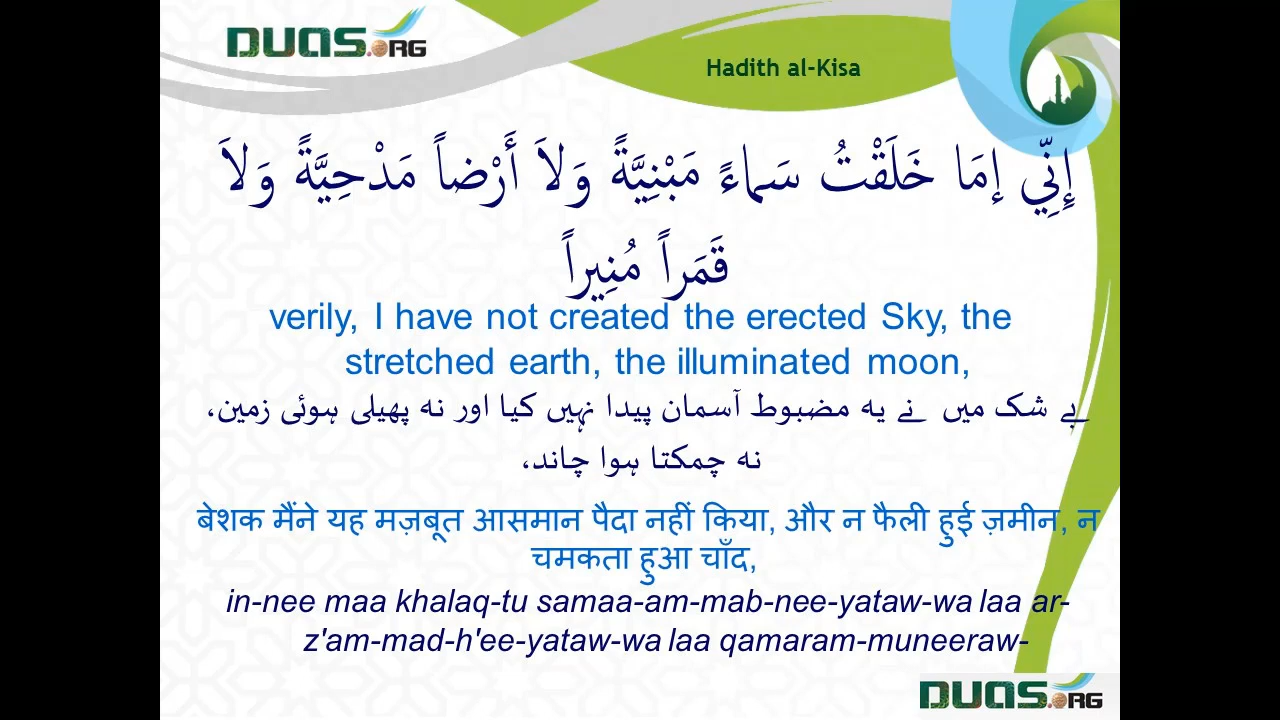 DUAS.ORG
Hadith al-Kisa
إِنِّي إمَا خَلَقْتُ سَماءً مَبْنِيَّةً وَلاَ أَرْضاً مَدْحِيَّةً وَلاَ
قَمَراً مُنِيراً
verily, I have not created the erected Sky, the
stretched earth, the illuminated moon,
بے شک میں نے یہ مضبوط آسمان پیدا نہیں کیا اور نہ پھیلی ہوئی زمین،
نہ چمکتا ہوا چاند،
बेशक मैंने यह मज़बूत आसमान पैदा नहीं किया, और न फैली हुई ज़मीन, न
चमकता हुआ चाँद,
in-nee maa khalaq-tu samaa-am-mab-nee-yataw-wa laa ar-
z'am-mad-h'ee-yataw-wa laa qamaram-muneeraw-
DUAS.ORG